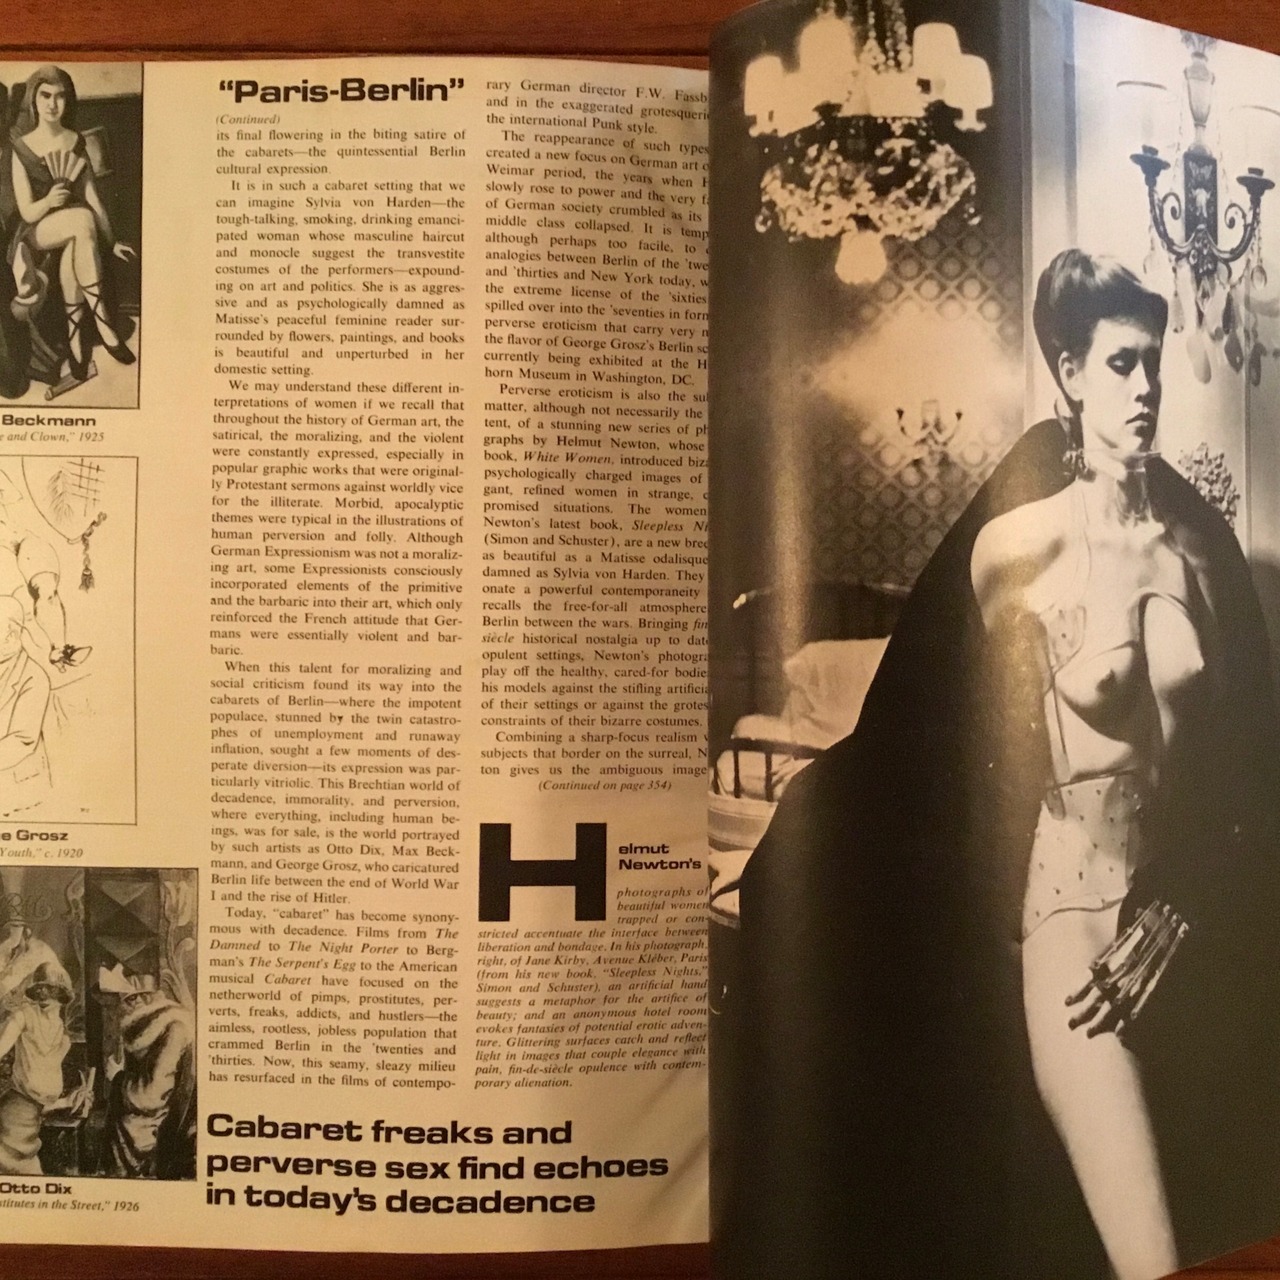 Beckmann
e and Clown," 1925
e Grosz
Youth," c. 1920
Otto Dix
stitutes in the Street," 1926
"Paris-Berlin"
(Continued)
its final flowering in the biting satire of
the cabarets—the quintessential Berlin
cultural expression.
It is in such a cabaret setting that we
can imagine Sylvia von Harden—the
tough-talking, smoking, drinking emanci-
pated woman whose masculine haircut
and monocle suggest the transvestite
costumes of the performers—expound-
ing on art and politics. She is as aggres-
sive and as psychologically damned as
Matisse's peaceful feminine reader sur-
rounded by flowers, paintings, and books
is beautiful and unperturbed in her
domestic setting.
We may understand these different in-
terpretations of women if we recall that
throughout the history of German art, the
satirical, the moralizing, and the violent
were constantly expressed, especially in
popular graphic works that were original-
ly Protestant sermons against worldly vice
for the illiterate. Morbid, apocalyptic
themes were typical in the illustrations of
human perversion and folly. Although
German Expressionism was not a moraliz-
ing art, some Expressionists consciously
incorporated elements of the primitive
and the barbaric into their art, which only
reinforced the French attitude that Ger-
mans were essentially violent and bar-
baric.
When this talent for moralizing and
social criticism found its way into the
cabarets of Berlin—where the impotent
populace, stunned by the twin catastro-
phes of unemployment and runaway
inflation, sought a few moments of des-
perate diversion—its expression was par-
ticularly vitriolic. This Brechtian world of
decadence, immorality, and perversion,
where everything, including human be-
ings, was for sale, is the world portrayed
by such artists as Otto Dix, Max Beck-
mann, and George Grosz, who caricatured
Berlin life between the end of World War
I and the rise of Hitler.
Today, "cabaret" has become synony-
mous with decadence. Films from The
Damned to The Night Porter to Berg-
man's The Serpent's Egg to the American
musical Cabaret have focused on the
netherworld of pimps, prostitutes, per-
verts, freaks, addicts, and hustlers—the
aimless, rootless, jobless population that
crammed Berlin in the 'twenties and
'thirties. Now, this seamy, sleazy milieu
has resurfaced in the films of contempo-
rary German director F.W. Fassb
and in the exaggerated grotesqueri
the international Punk style.
The reappearance of such types
created a new focus on German art o
Weimar period, the years when H
slowly rose to power and the very fa
of German society crumbled as its
middle class collapsed. It is temp
although perhaps too facile, to
analogies between Berlin of the 'twe
and 'thirties and New York today, w
the extreme license of the 'sixties
spilled over into the 'seventies in form
perverse eroticism that carry very n
the flavor of George Grosz's Berlin sc
currently being exhibited at the H
horn Museum in Washington, DC.
Perverse eroticism is also the su
matter, although not necessarily the
tent, of a stunning new series of ph
graphs by Helmut Newton, whose
book, White Women, introduced biz
psychologically charged images of
gant, refined women in strange, c
promised situations. The women
Newton's latest book, Sleepless Ni
(Simon and Schuster), are a new bree
as beautiful as a Matisse odalisque
damned as Sylvia von Harden. They
onate a powerful contemporaneity
recalls the free-for-all atmosphere
Berlin between the wars. Bringing fin
siècle historical nostalgia up to date
opulent settings, Newton's photogra
play off the healthy, cared-for bodie
his models against the stifling artificia
of their settings or against the grotes
constraints of their bizarre costumes.
Combining a sharp-focus realism w
subjects that border on the surreal, N
ton gives us the ambiguous image
(Continued on page 354)
Helmut
Newton's
photographs of
beautiful women
trapped or con-
stricted accentuate the interface between
liberation and bondage. In his photograph,
right, of Jane Kirby, Avenue Kléber, Paris
(from his new book, "Sleepless Nights,"
Simon and Schuster), an artificial hand
suggests a metaphor for the artifice of
beauty; and an anonymous hotel room
evokes fantasies of potential erotic adven-
ture. Glittering surfaces catch and reflect
light in images that couple elegance with
pain, fin-de-siècle opulence with contem-
porary alienation.
Cabaret freaks and
perverse sex find echoes
in today's decadence